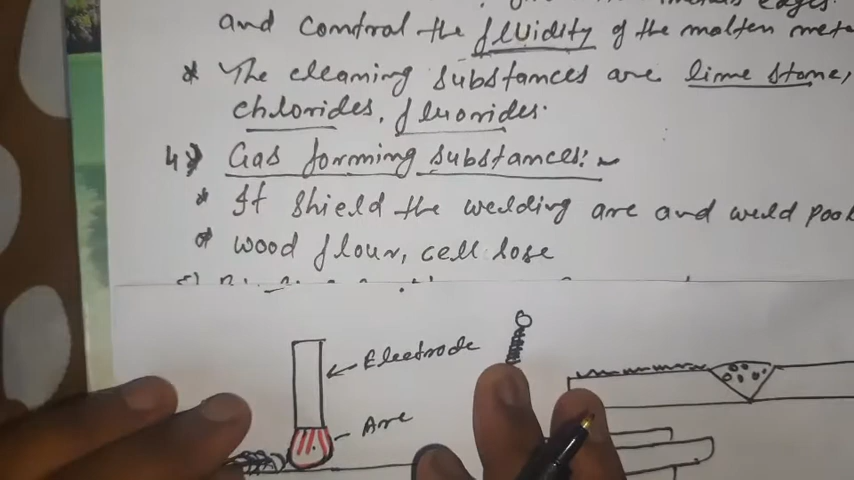 and control the fluidity of the molten meta
* The cleaning substances are lime stone,
chlorides, fluorides.
4) Gas forming substances:~
* It shield the welding arc and weld pool
* wood flour, cell lose
Electrode
Arc